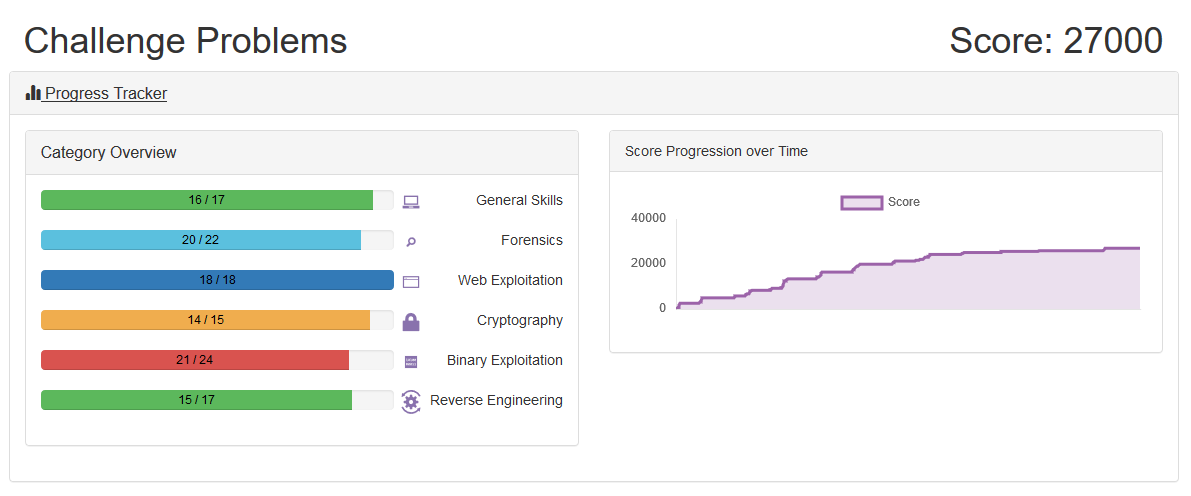 Challenge Problems
Score: 27000
Progress Tracker
Category Overview
16 / 17 General Skills
20 / 22 Forensics
18 / 18 Web Exploitation
14 / 15 Cryptography
21 / 24 Binary Exploitation
15 / 17 Reverse Engineering
Score Progression over Time
Score
40000
20000
0